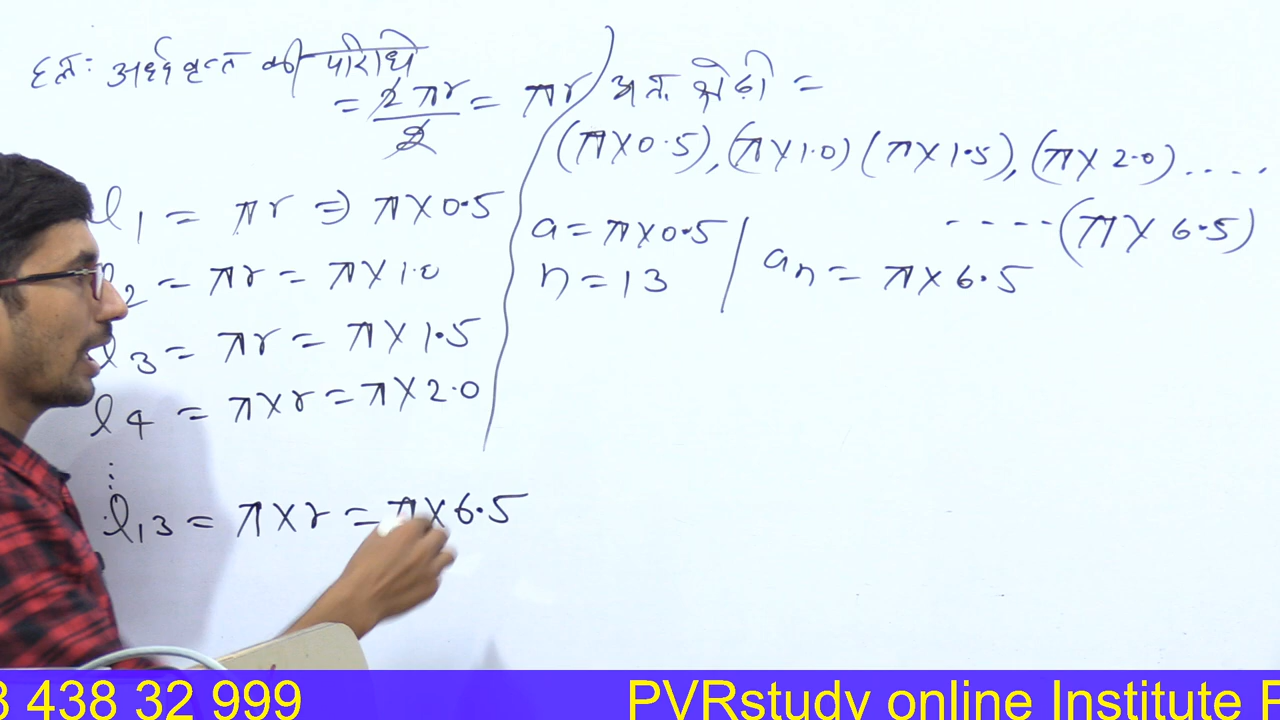 हल: अर्धवृत्त की परिधि
= 2πr/2 = πr
l1 = πr ⇒ π×0.5
l2 = πr = π×1.0
l3 = πr = π×1.5
l4 = π×r = π×2.0
⋮
l13 = π×r = π×6.5
अतः श्रेढ़ी =
(π×0.5), (π×1.0) (π×1.5), (π×2.0) ....
----(π×6.5)
a = π×0.5
n = 13
an = π×6.5
3 438 32 999 PVRstudy online Institute